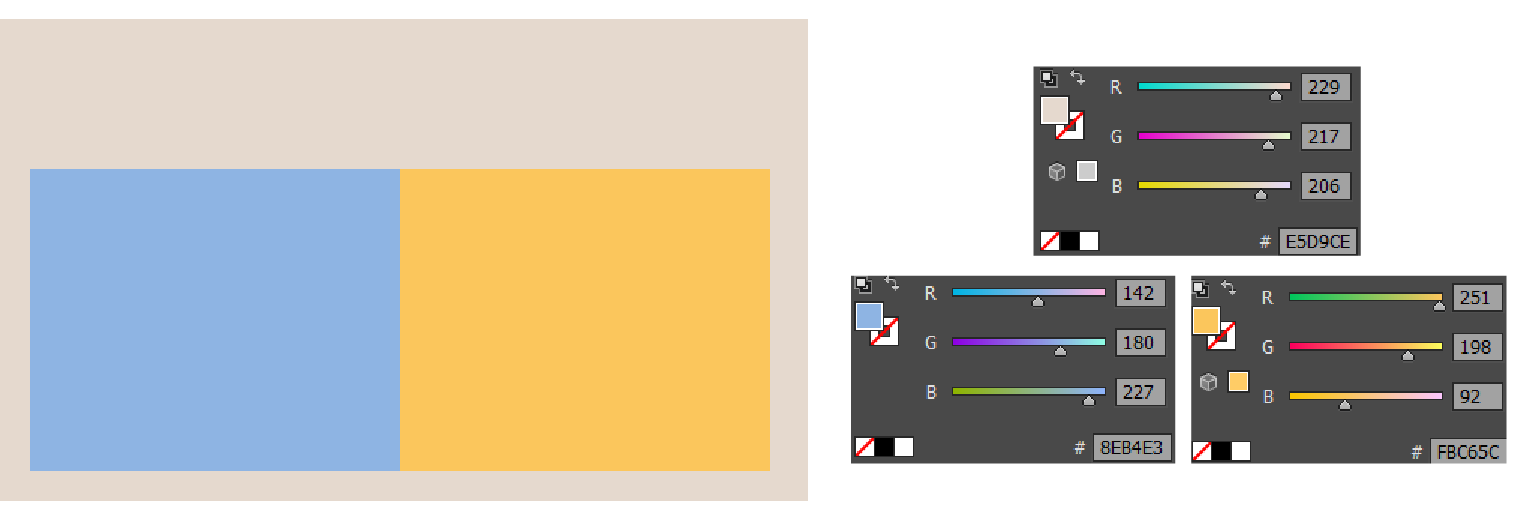 R 229
G 217
B 206
# E5D9CE
R 142
G 180
B 227
# 8EB4E3
R 251
G 198
B 92
# FBC65C